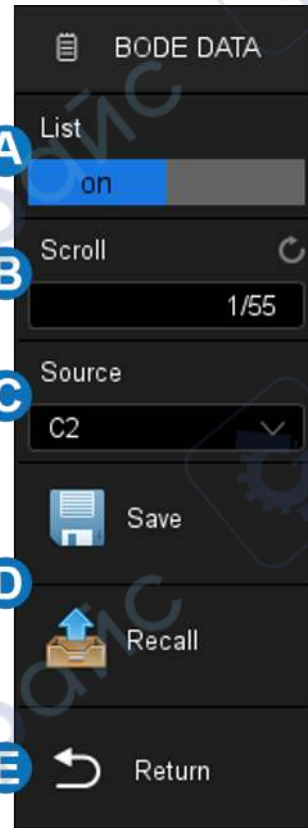 BODE DATA
A
List
on
B
Scroll
1/55
C
Source
C2
Save
D
Recall
E
Return